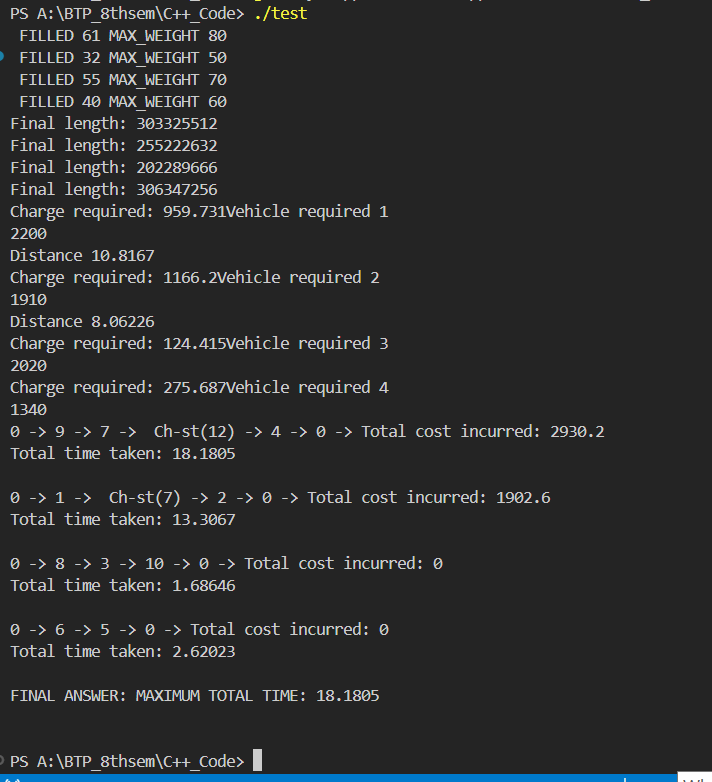 PS A:\BTP_8thsem\C++_Code> ./test
FILLED 61 MAX_WEIGHT 80
FILLED 32 MAX_WEIGHT 50
FILLED 55 MAX_WEIGHT 70
FILLED 40 MAX_WEIGHT 60
Final length: 303325512
Final length: 255222632
Final length: 202289666
Final length: 306347256
Charge required: 959.731Vehicle required 1
2200
Distance 10.8167
Charge required: 1166.2Vehicle required 2
1910
Distance 8.06226
Charge required: 124.415Vehicle required 3
2020
Charge required: 275.687Vehicle required 4
1340
0 -> 9 -> 7 ->  Ch-st(12) -> 4 -> 0 -> Total cost incurred: 2930.2
Total time taken: 18.1805
0 -> 1 ->  Ch-st(7) -> 2 -> 0 -> Total cost incurred: 1902.6
Total time taken: 13.3067
0 -> 8 -> 3 -> 10 -> 0 -> Total cost incurred: 0
Total time taken: 1.68646
0 -> 6 -> 5 -> 0 -> Total cost incurred: 0
Total time taken: 2.62023
FINAL ANSWER: MAXIMUM TOTAL TIME: 18.1805
PS A:\BTP_8thsem\C++_Code>